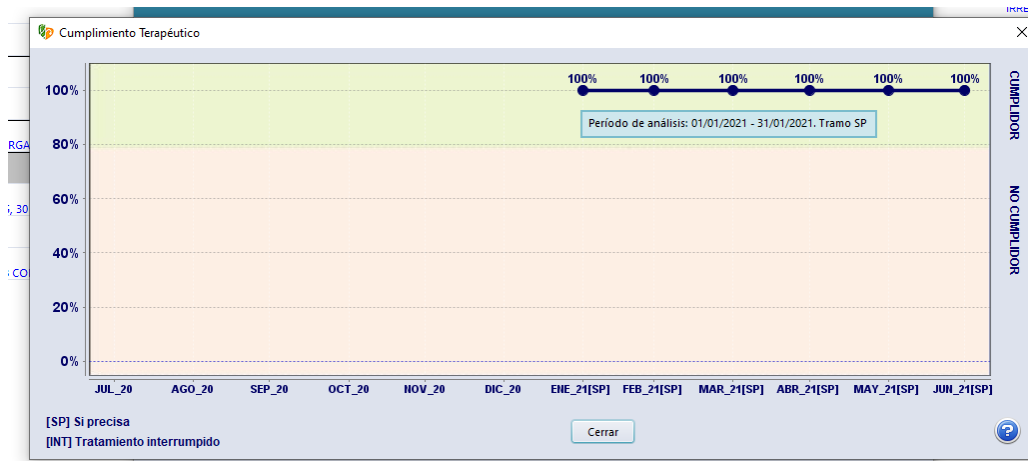 IRRE
Cumplimiento Terapéutico
100% 100% 100% 100% 100% 100%
100%
Período de análisis: 01/01/2021 - 31/01/2021. Tramo SP
CUMPLIDOR
80%
RGA
60%
NO CUMPLIDOR
, 30
40%
CO
20%
0%
JUL_20 AGO_20 SEP_20 OCT_20 NOV_20 DIC_20 ENE_21[SP] FEB_21[SP] MAR_21[SP] ABR_21[SP] MAY_21[SP] JUN_21[SP]
[SP] Si precisa
[INT] Tratamiento interrumpido
Cerrar
?